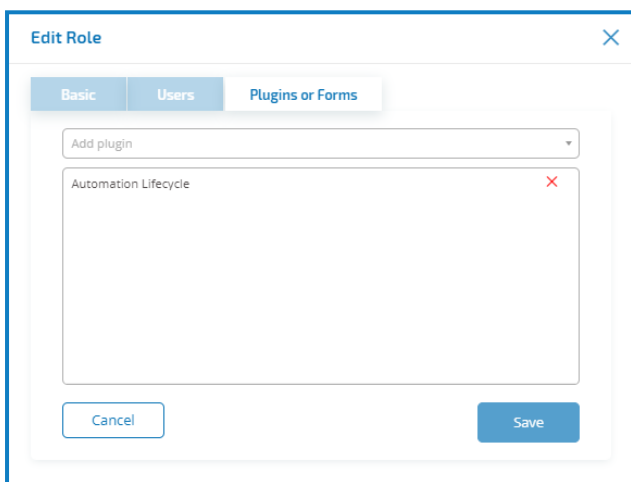 Edit Role
Basic Users Plugins or Forms
Add plugin
Automation Lifecycle
Cancel Save